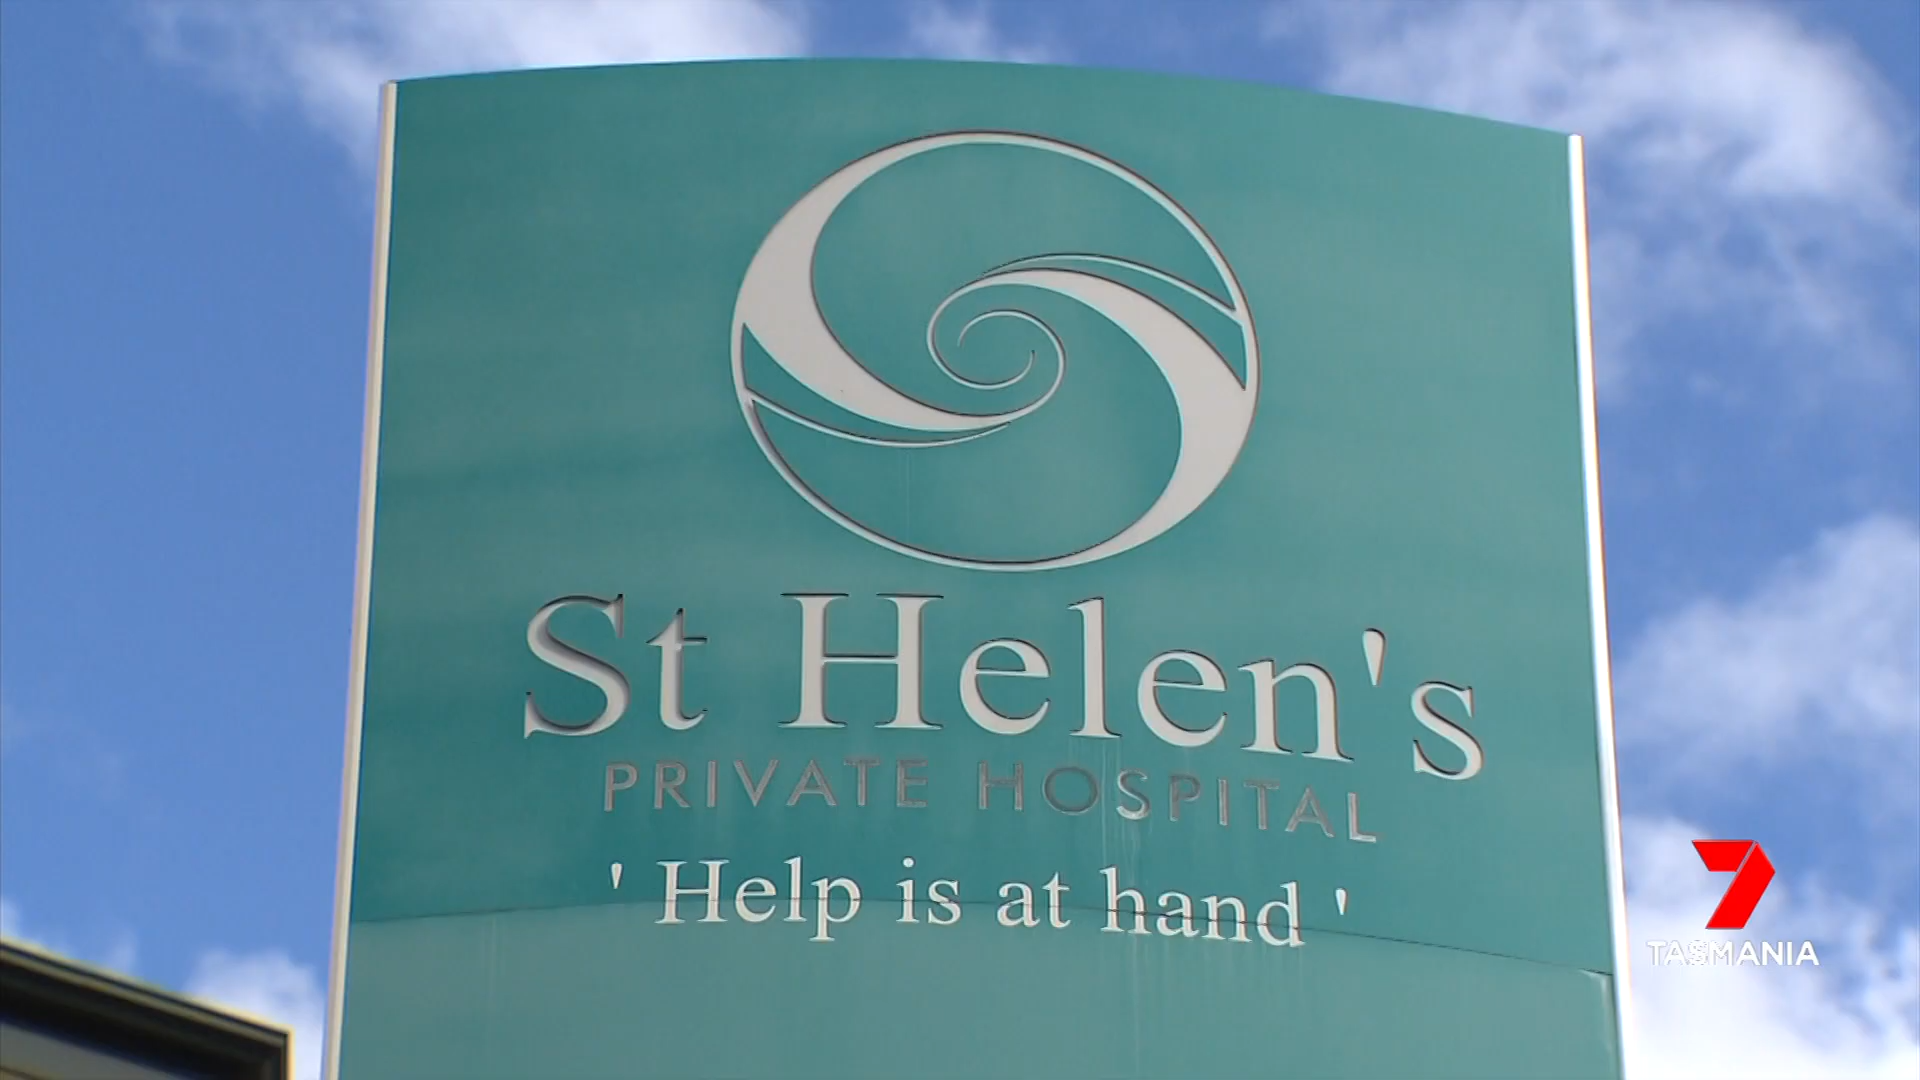 St Helen's
PRIVATE HOSPITAL
' Help is at hand '
7
TASMANIA